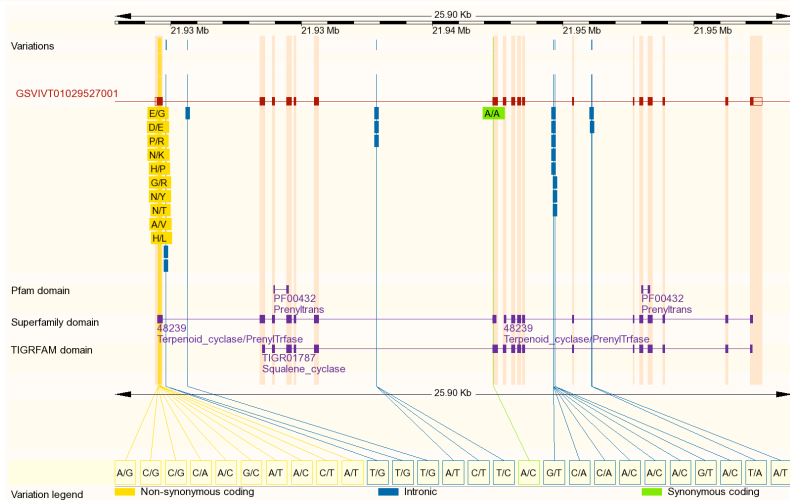 25.90 Kb
21.93 Mb 21.93 Mb 21.94 Mb 21.95 Mb 21.95 Mb
Variations
GSVIVT01029527001
E/G A/A
D/E
P/R
N/K
H/P
G/R
N/Y
N/T
A/V
H/L
Pfam domain
PF00432 PF00432
Prenyltrans Prenyltrans
Superfamily domain
48239 48239
Terpenoid_cyclase/PrenylTrfase Terpenoid_cyclase/PrenylTrfase
TIGRFAM domain
TIGR01787
Squalene_cyclase
25.90 Kb
A/G C/G C/G C/A A/C G/C A/T A/C C/T A/T T/G T/G T/G A/T C/T T/C A/C G/T C/A C/A A/C A/C A/C G/T A/C T/A A/T
Variation legend Non-synonymous coding Intronic Synonymous coding